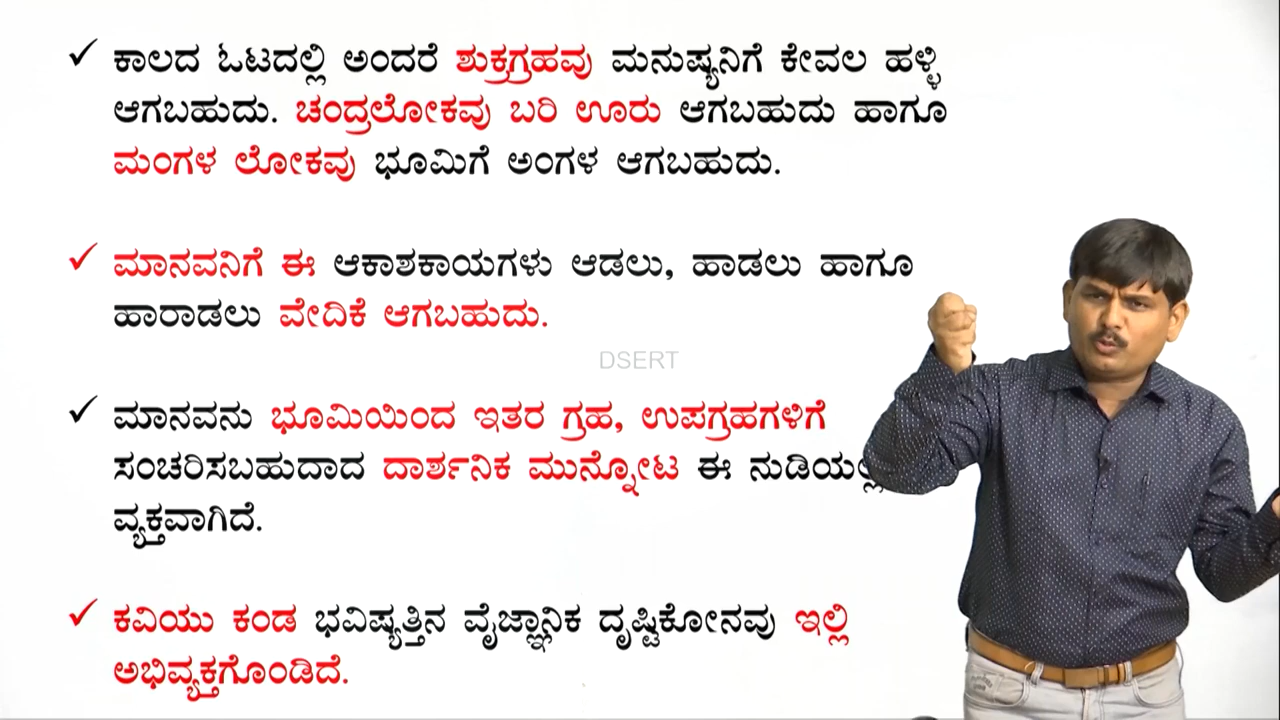 ಕಾಲದ ಓಟದಲ್ಲಿ ಅಂದರೆ ಶುಕ್ರಗ್ರಹವು ಮನುಷ್ಯನಿಗೆ ಕೇವಲ ಹಳ್ಳಿ
ಆಗಬಹುದು. ಚಂದ್ರಲೋಕವು ಬರಿ ಊರು ಆಗಬಹುದು ಹಾಗೂ
ಮಂಗಳ ಲೋಕವು ಭೂಮಿಗೆ ಅಂಗಳ ಆಗಬಹುದು.
ಮಾನವನಿಗೆ ಈ ಆಕಾಶಕಾಯಗಳು ಆಡಲು, ಹಾಡಲು ಹಾಗೂ
ಹಾರಾಡಲು ವೇದಿಕೆ ಆಗಬಹುದು.
DSERT
ಮಾನವನು ಭೂಮಿಯಿಂದ ಇತರ ಗ್ರಹ, ಉಪಗ್ರಹಗಳಿಗೆ
ಸಂಚರಿಸಬಹುದಾದ ದಾರ್ಶನಿಕ ಮುನ್ನೋಟ ಈ
ವ್ಯಕ್ತವಾಗಿದೆ.
ಕವಿಯು ಕಂಡ ಭವಿಷ್ಯತ್ತಿನ ವೈಜ್ಞಾನಿಕ ದೃಷ್ಟಿಕೋನವು ಇಲ್ಲಿ
ಅಭಿವ್ಯಕ್ತಗೊಂಡಿದೆ.